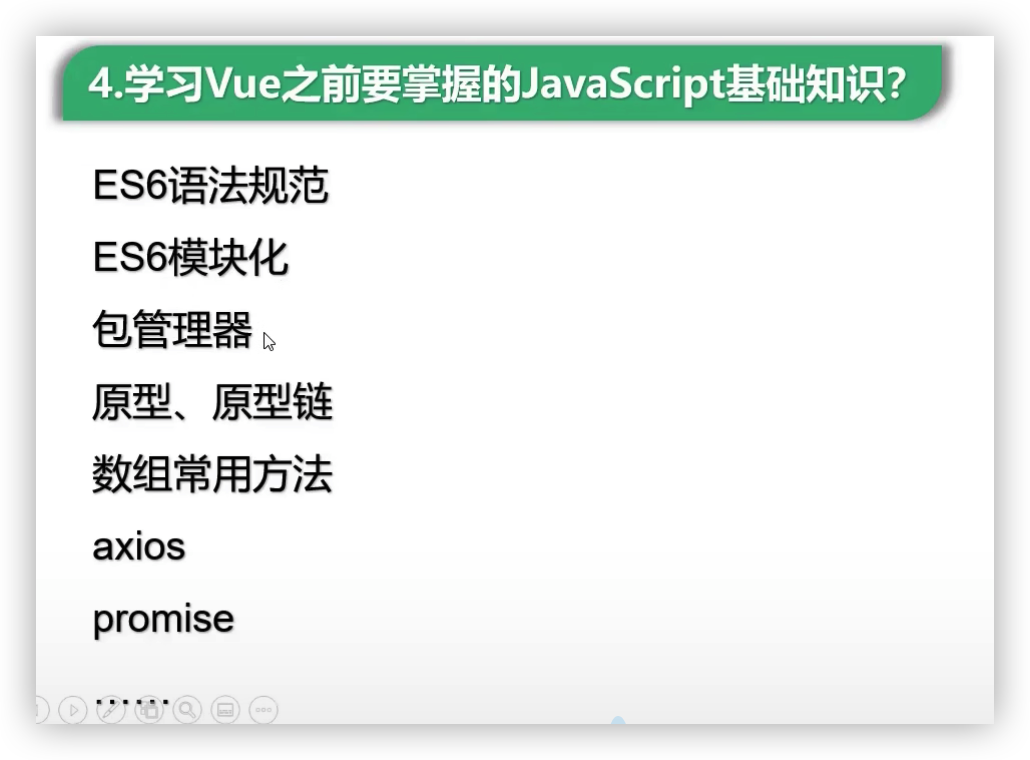 4.学习Vue之前要掌握的JavaScript基础知识?
ES6语法规范
ES6模块化
包管理器
原型、原型链
数组常用方法
axios
promise
……